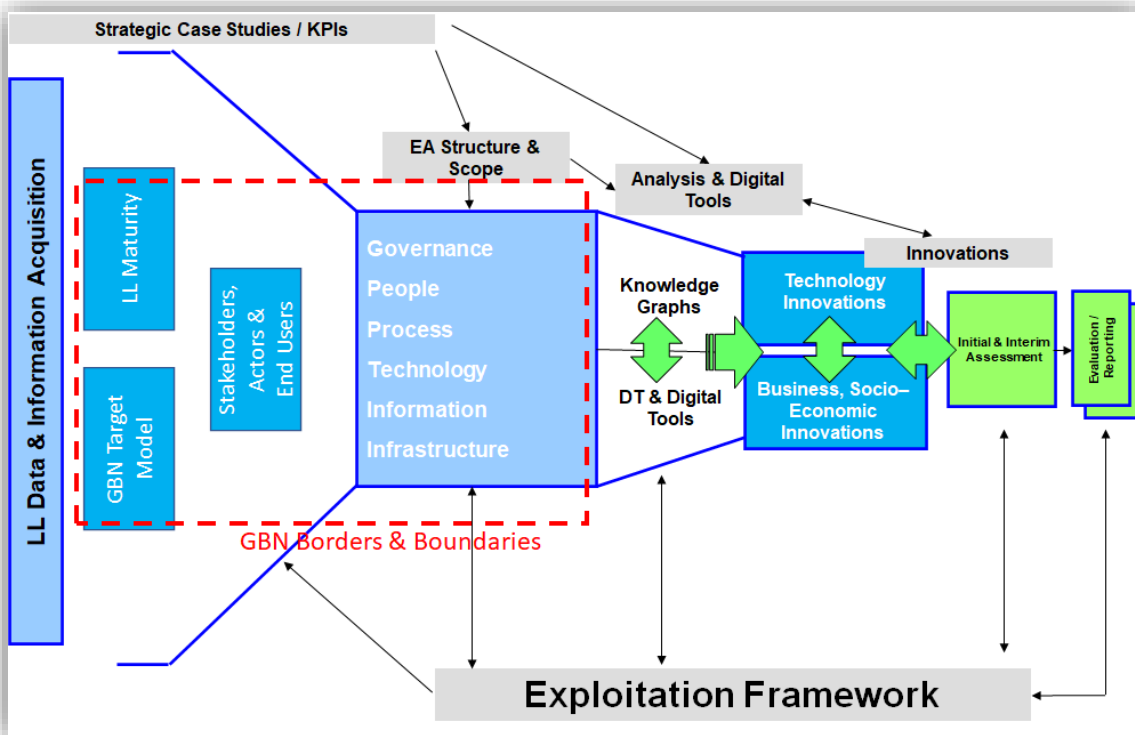 Strategic Case Studies / KPIs
LL Data & Information Acquisition
LL Maturity
GBN Target
Model
Stakeholders,
Actors &
End Users
EA Structure &
Scope
Analysis & Digital
Tools
Innovations
Governance
People
Process
Technology
Information
Infrastructure
GBN Borders & Boundaries
Knowledge
Graphs
DT & Digital
Tools
Technology
Innovations
Business, Socio–
Economic
Innovations
Initial & Interim
Assessment
Evaluation /
Reporting
Exploitation Framework